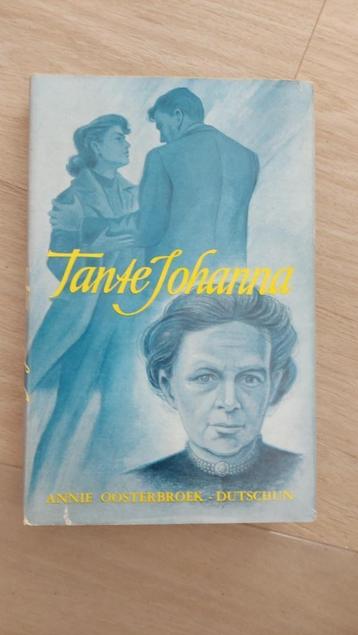 Tante Johanna
ANNIE OOSTERBROEK - DUTSCHUN